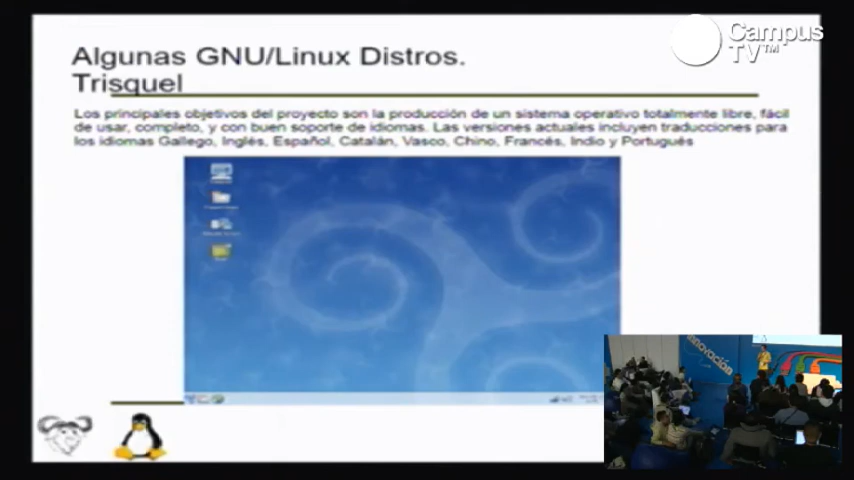 Campus
TV™
Algunas GNU/Linux Distros.
Trisquel
Los principales objetivos del proyecto son la producción de un sistema operativo totalmente libre, fácil
de usar, completo, y con buen soporte de idiomas. Las versiones actuales incluyen traducciones para
los idiomas Gallego, Inglés, Español, Catalán, Vasco, Chino, Francés, Indio y Portugués
innovación